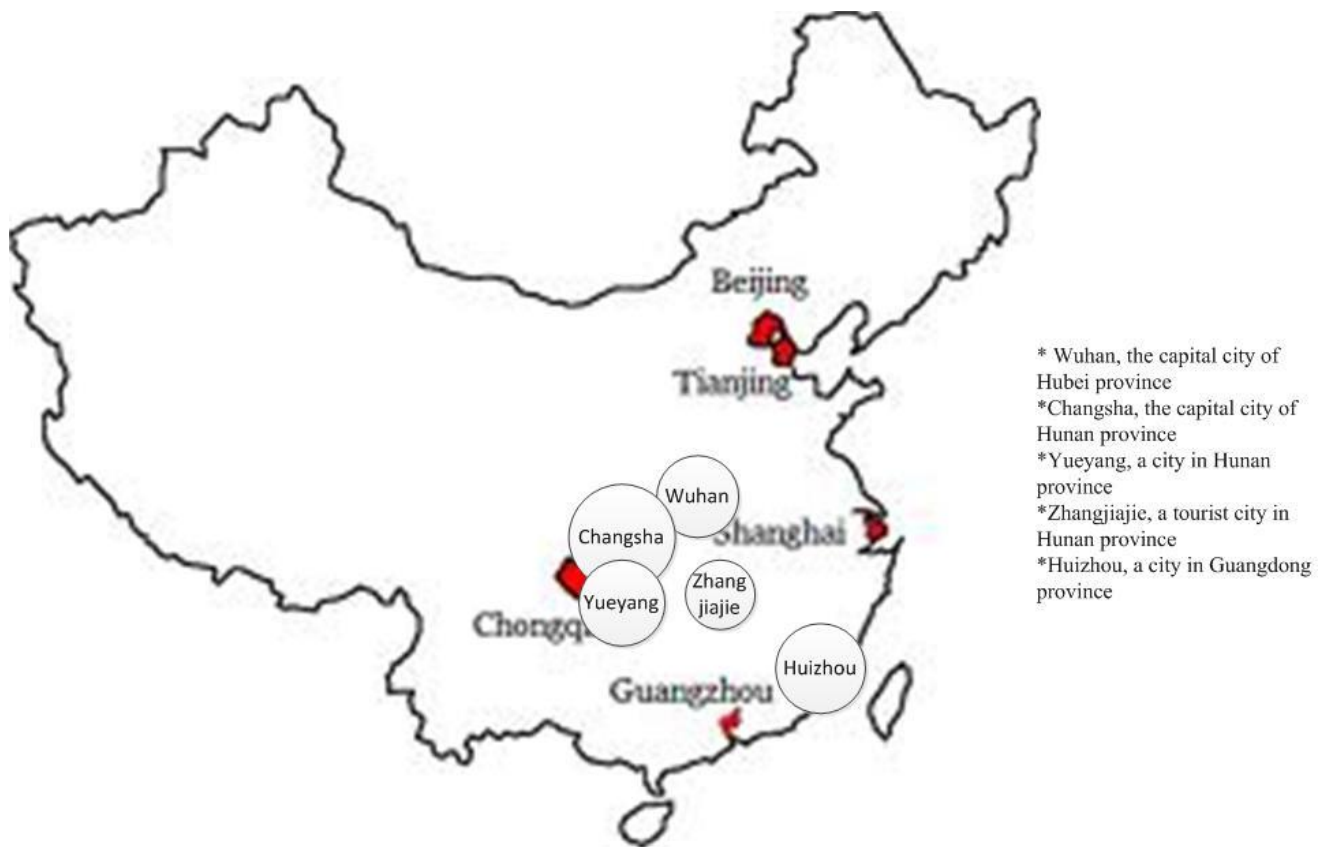 Beijing
Tianjing
Wuhan
Changsha
Shanghai
Zhang
jiajie
Yueyang
Chongqi
Huizhou
Guangzhou
* Wuhan, the capital city of
Hubei province
*Changsha, the capital city of
Hunan province
*Yueyang, a city in Hunan
province
*Zhangjiajie, a tourist city in
Hunan province
*Huizhou, a city in Guangdong
province